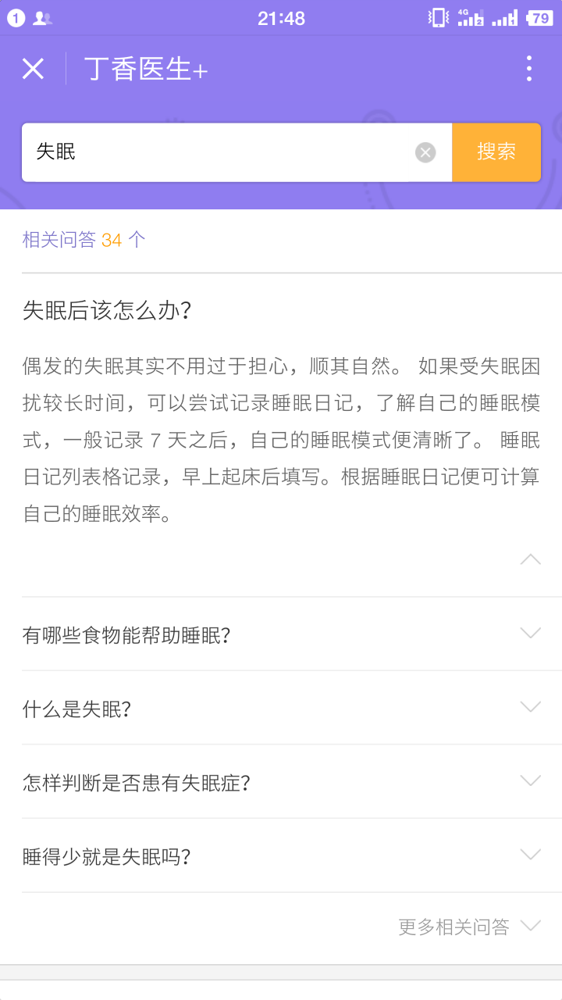 1 21:48 4G 2 1 79
丁香医生+
失眠 搜索
相关问答 34 个
失眠后该怎么办？
偶发的失眠其实不用过于担心，顺其自然。 如果受失眠困
扰较长时间，可以尝试记录睡眠日记，了解自己的睡眠模
式，一般记录 7 天之后，自己的睡眠模式便清晰了。 睡眠
日记列表格记录，早上起床后填写。根据睡眠日记便可计算
自己的睡眠效率。
有哪些食物能帮助睡眠？
什么是失眠？
怎样判断是否患有失眠症？
睡得少就是失眠吗？
更多相关问答